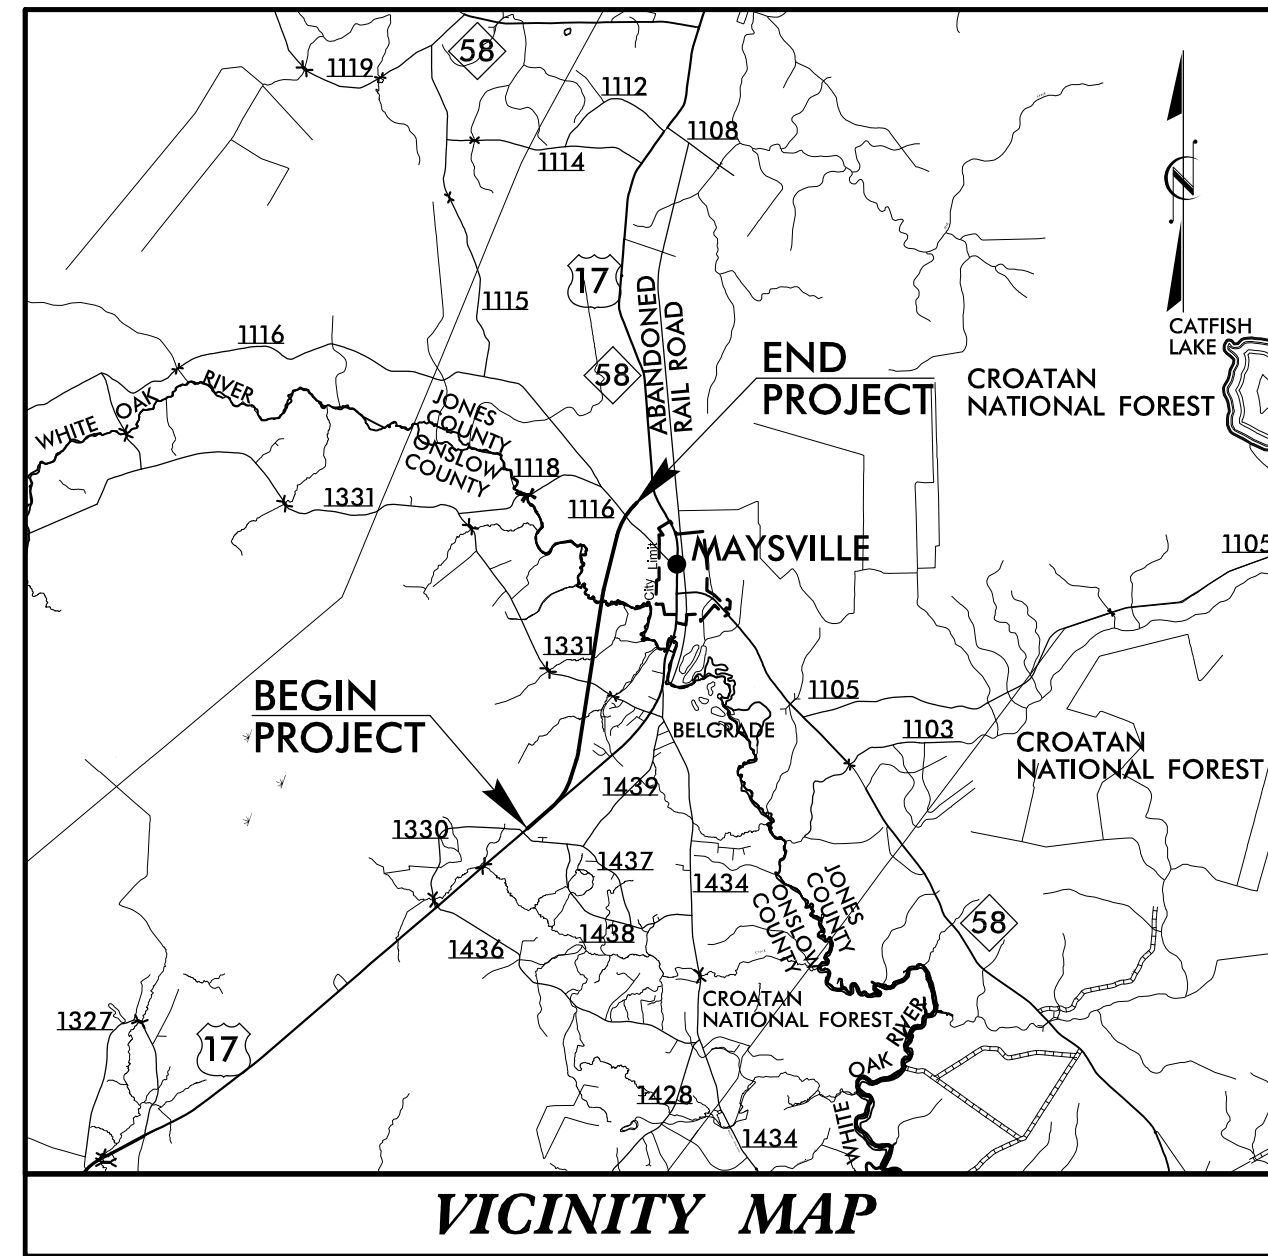 58
1119
1112
1108
1114
N
17
1115
ABANDONED
RAIL ROAD
CATFISH
LAKE
1116
END
PROJECT
58
CROATAN
NATIONAL FOREST
WHITE OAK RIVER
JONES
COUNTY
ONSLOW
COUNTY
1118
1331
1116
MAYSVILLE
City Limit
1105
1331
BEGIN
PROJECT
1105
BELGRADE
1103
CROATAN
NATIONAL FOREST
1439
1330
1437
1434
JONES
COUNTY
ONSLOW
COUNTY
58
1438
1436
CROATAN
NATIONAL FOREST
1327
17
WHITE OAK RIVER
1428
1434
VICINITY MAP